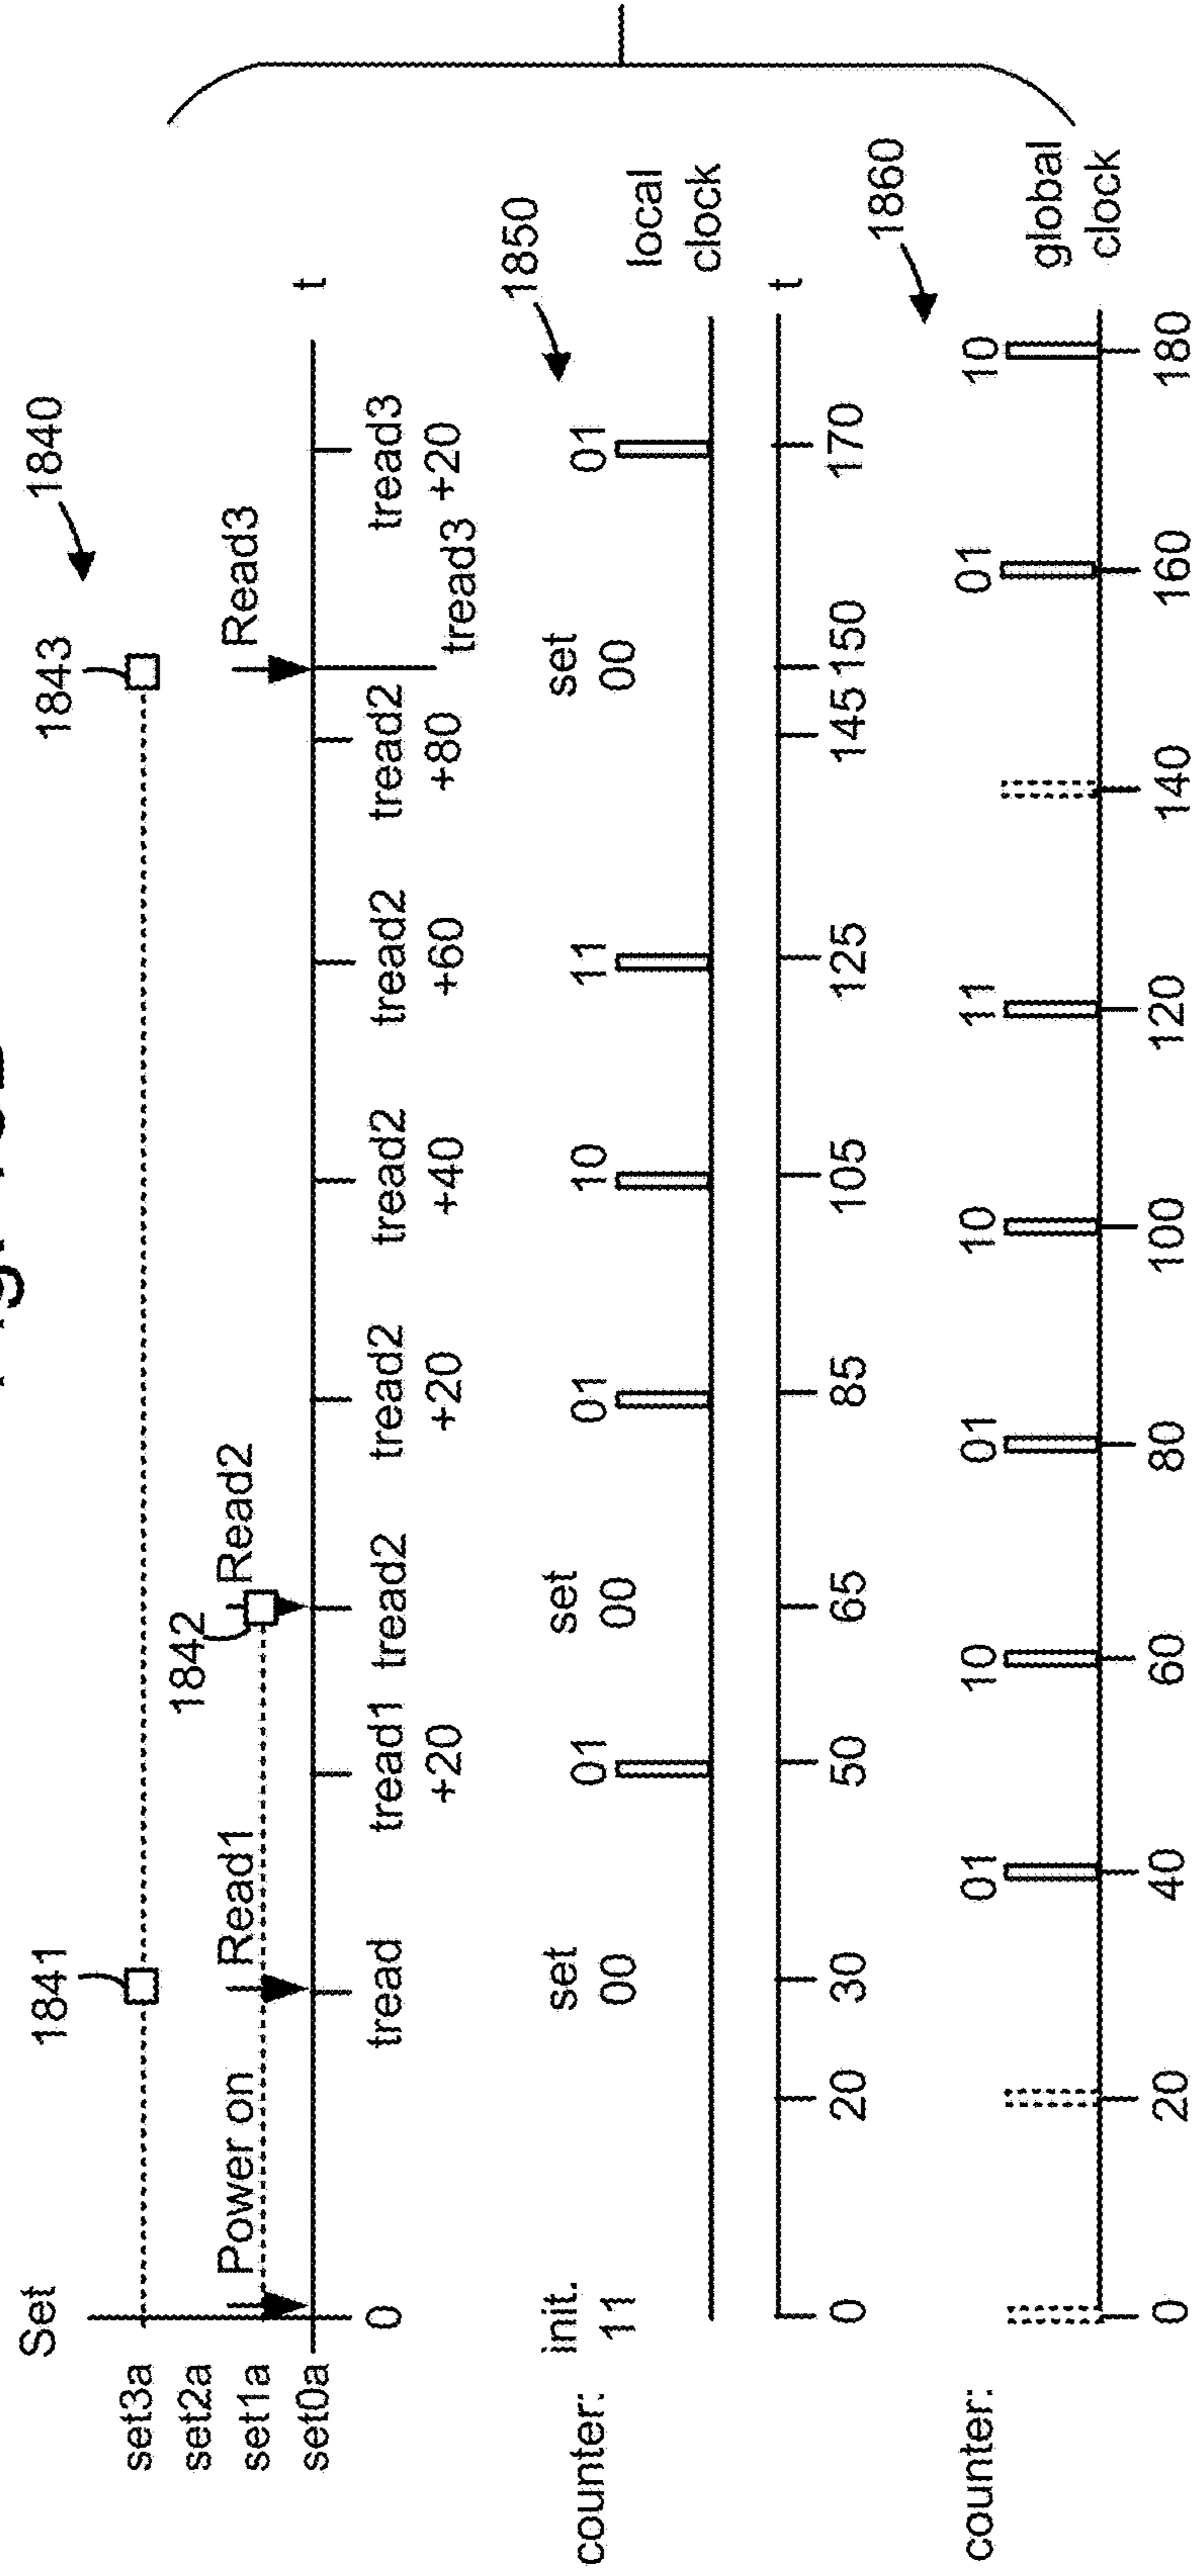 1841
1843
1840
Set
set3a
set2a
set1a
set0a
Power on
Read1
1842
Read2
Read3
t
0
tread
tread1
+20
tread2
tread2
+20
tread2
+40
tread2
+60
tread2
+80
tread3
tread3
+20
counter:
init.
11
set
00
01
set
00
01
10
11
set
00
01
1850
local
clock
t
0
20
30
50
65
85
105
125
145
150
170
1860
counter:
01
10
01
10
11
01
10
global
clock
0
20
40
60
80
100
120
140
160
180